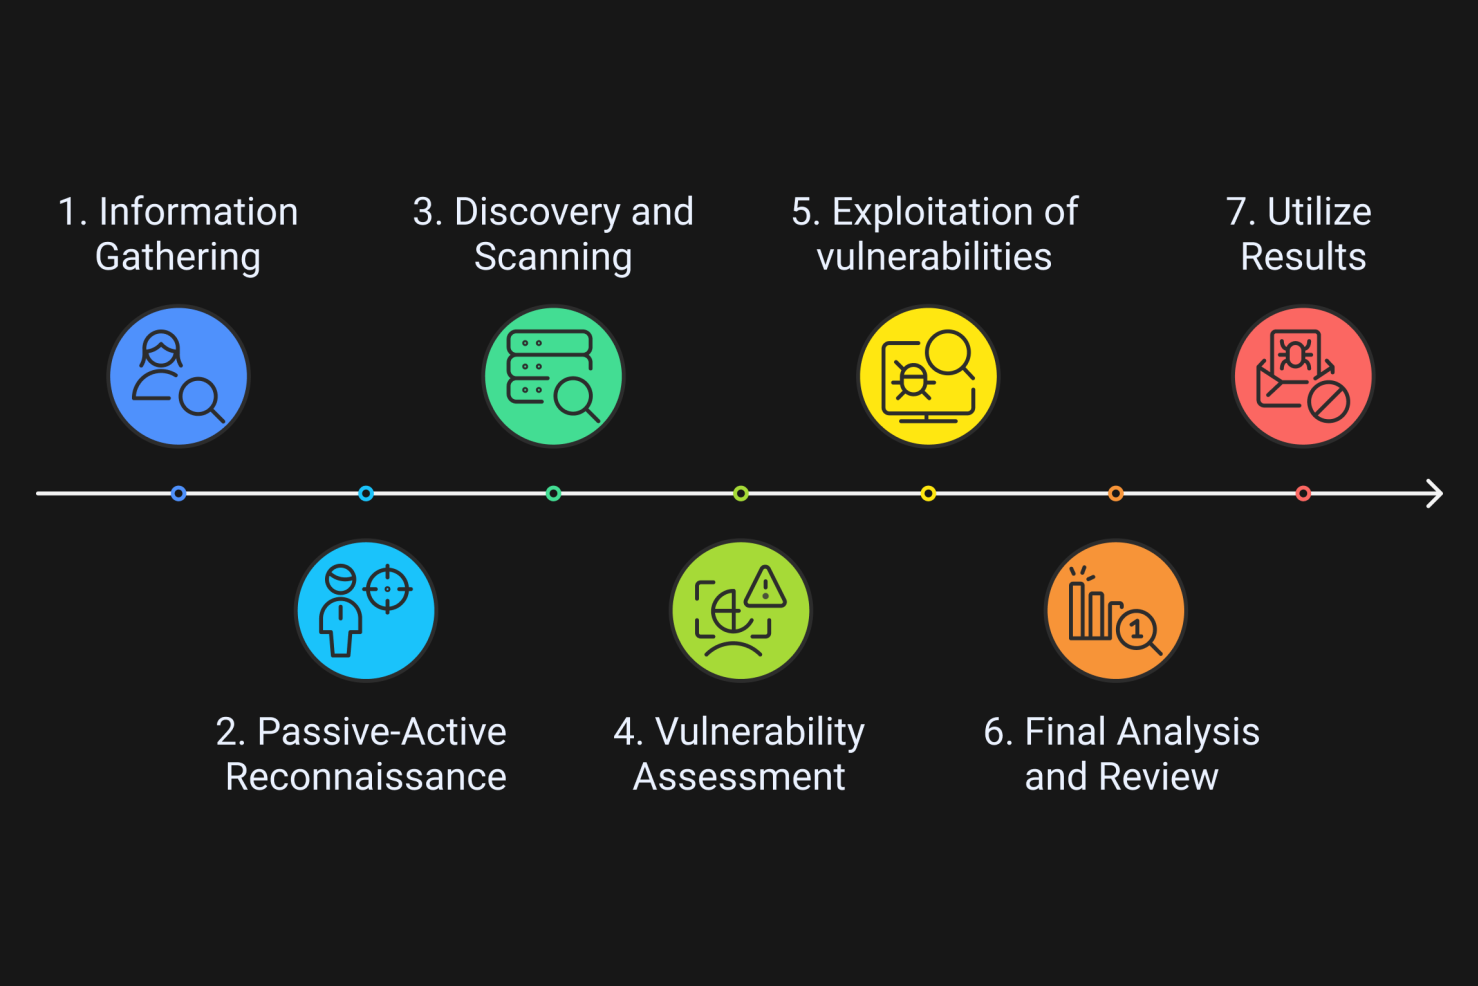 1. Information
Gathering
2. Passive-Active
Reconnaissance
3. Discovery and
Scanning
4. Vulnerability
Assessment
5. Exploitation of
vulnerabilities
6. Final Analysis
and Review
1
7. Utilize
Results